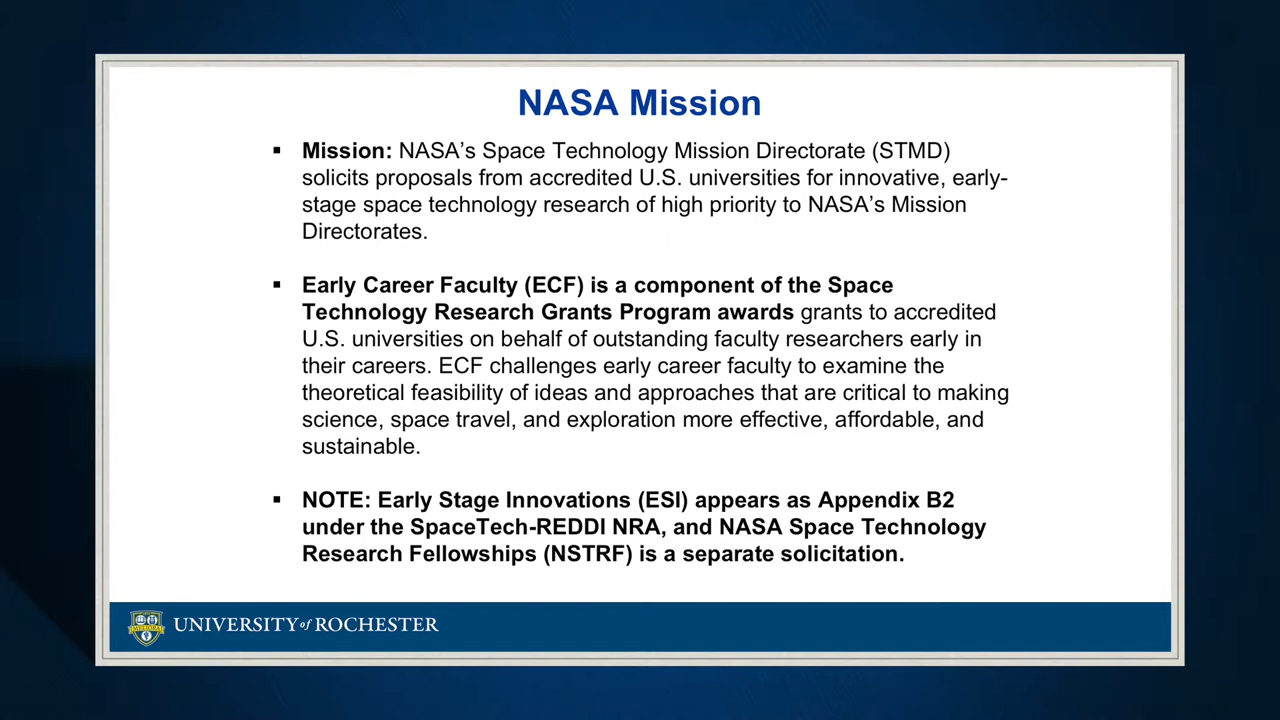 NASA Mission
▪ Mission: NASA’s Space Technology Mission Directorate (STMD)
solicits proposals from accredited U.S. universities for innovative, early-
stage space technology research of high priority to NASA’s Mission
Directorates.
▪ Early Career Faculty (ECF) is a component of the Space
Technology Research Grants Program awards grants to accredited
U.S. universities on behalf of outstanding faculty researchers early in
their careers. ECF challenges early career faculty to examine the
theoretical feasibility of ideas and approaches that are critical to making
science, space travel, and exploration more effective, affordable, and
sustainable.
▪ NOTE: Early Stage Innovations (ESI) appears as Appendix B2
under the SpaceTech-REDDI NRA, and NASA Space Technology
Research Fellowships (NSTRF) is a separate solicitation.
MELIORA
UNIVERSITY of ROCHESTER